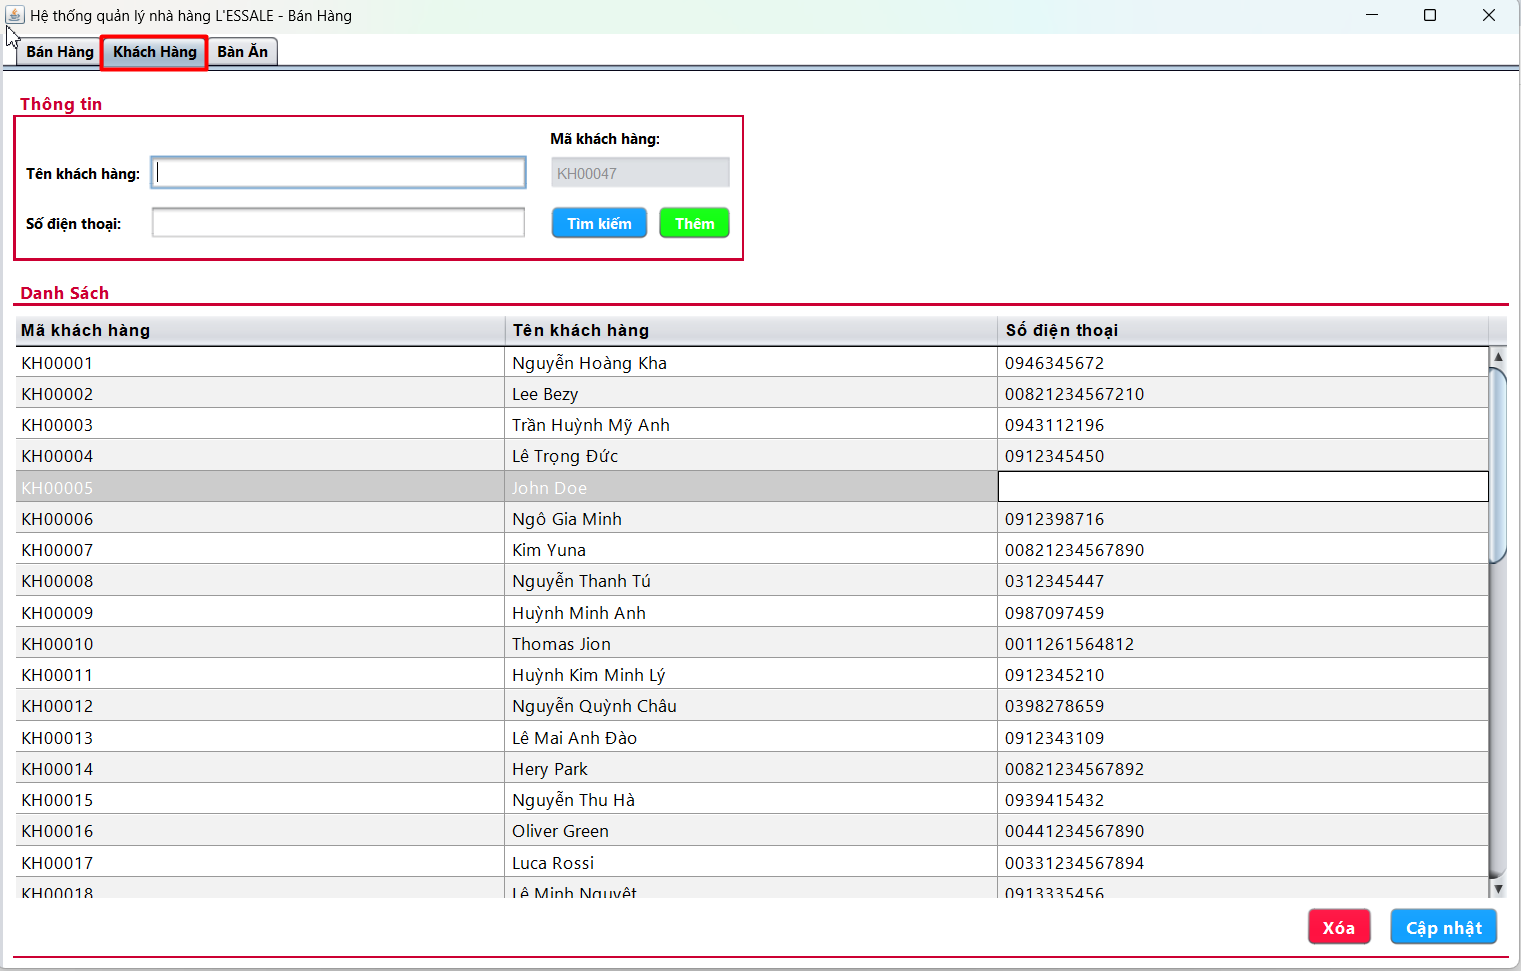 Hệ thống quản lý nhà hàng L'ESSALE - Bán Hàng
Bán Hàng Khách Hàng Bàn Ăn
Thông tin
Mã khách hàng:
Tên khách hàng: KH00047
Số điện thoại: Tìm kiếm Thêm
Danh Sách
Mã khách hàng Tên khách hàng Số điện thoại
KH00001 Nguyễn Hoàng Kha 0946345672
KH00002 Lee Bezy 00821234567210
KH00003 Trần Huỳnh Mỹ Anh 0943112196
KH00004 Lê Trọng Đức 0912345450
KH00005 John Doe
KH00006 Ngô Gia Minh 0912398716
KH00007 Kim Yuna 00821234567890
KH00008 Nguyễn Thanh Tú 0312345447
KH00009 Huỳnh Minh Anh 0987097459
KH00010 Thomas Jion 0011261564812
KH00011 Huỳnh Kim Minh Lý 0912345210
KH00012 Nguyễn Quỳnh Châu 0398278659
KH00013 Lê Mai Anh Đào 0912343109
KH00014 Hery Park 00821234567892
KH00015 Nguyễn Thu Hà 0939415432
KH00016 Oliver Green 00441234567890
KH00017 Luca Rossi 00331234567894
KH00018 Lê Minh Nguyệt 0913335456
Xóa Cập nhật